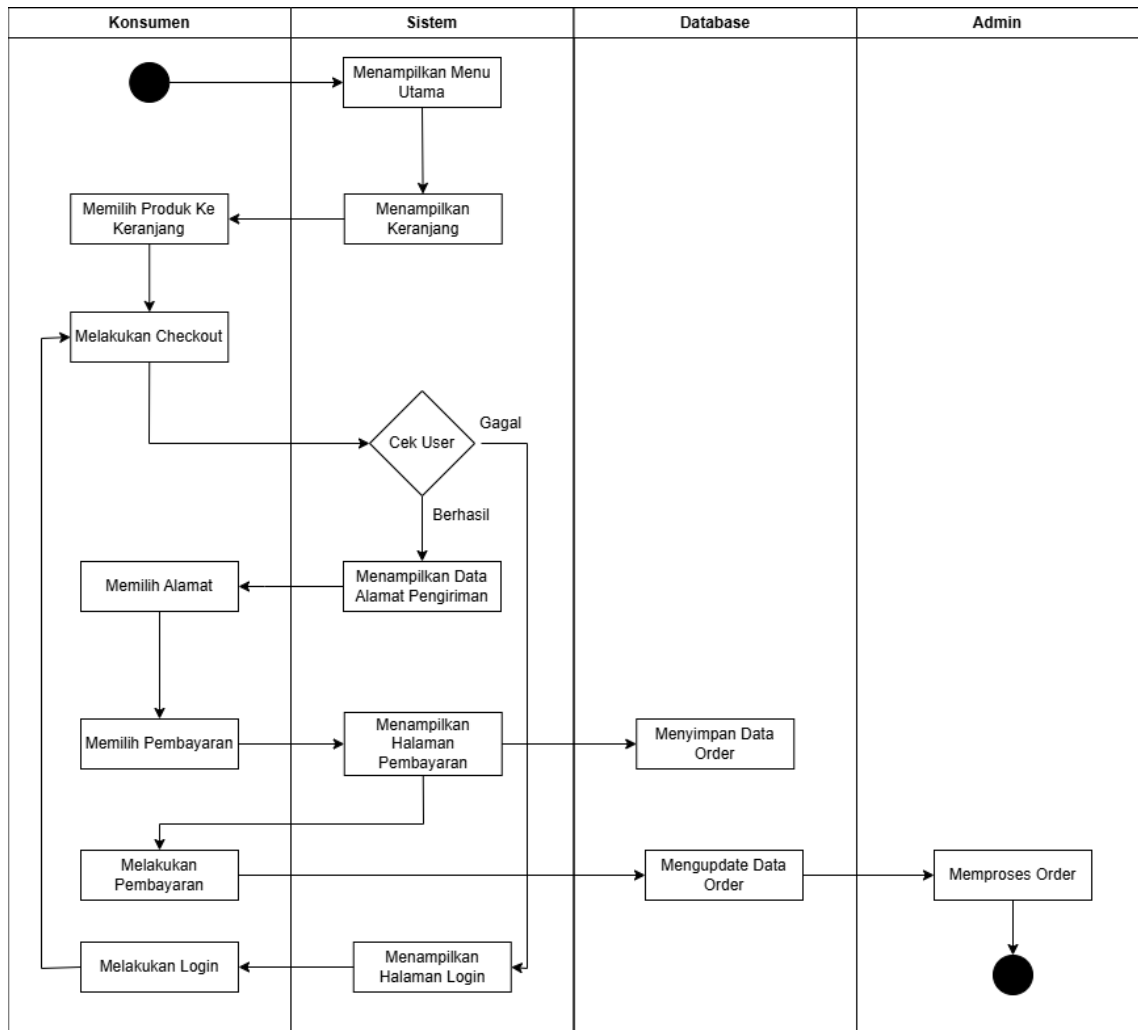 Konsumen
Sistem
Database
Admin
Menampilkan Menu
Utama
Memilih Produk Ke
Keranjang
Menampilkan
Keranjang
Melakukan Checkout
Gagal
Cek User
Berhasil
Memilih Alamat
Menampilkan Data
Alamat Pengiriman
Memilih Pembayaran
Menampilkan
Halaman
Pembayaran
Menyimpan Data
Order
Melakukan
Pembayaran
Mengupdate Data
Order
Memproses Order
Melakukan Login
Menampilkan
Halaman Login